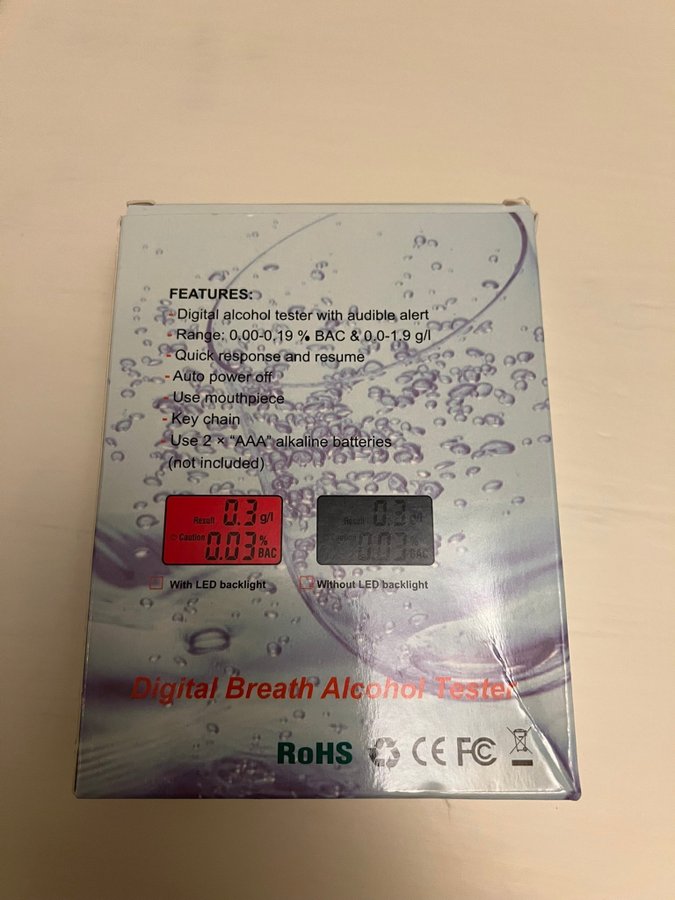 FEATURES:
- Digital alcohol tester with audible alert
- Range: 0.00-0.19 % BAC & 0.0-1.9 g/l
- Quick response and resume
- Auto power off
- Use mouthpiece
- Key chain
- Use 2 × “AAA” alkaline batteries
(not included)
Result 0.3 g/l
Caution 0.03 % BAC
Result 0.3 g/l
Caution 0.03 % BAC
With LED backlight
Without LED backlight
Digital Breath Alcohol Tester
RoHS CE FC